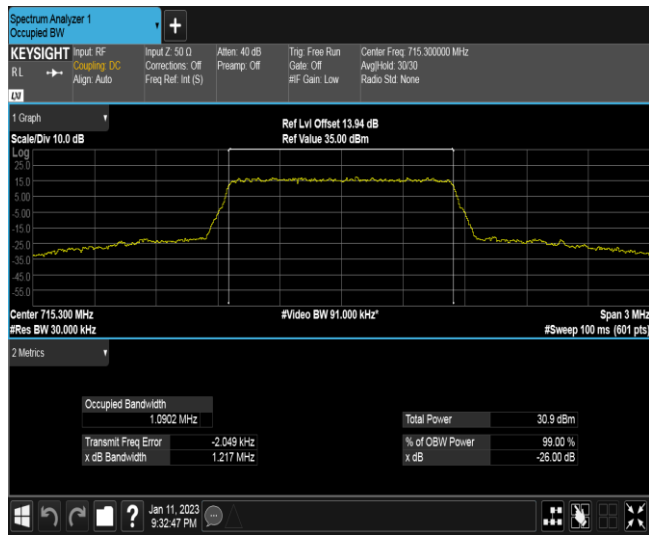 Spectrum Analyzer 1
Occupied BW
+
KEYSIGHT Input: RF Input Z: 50 Ω Atten: 40 dB Trig: Free Run Center Freq: 715.300000 MHz
RL Coupling: DC Corrections: Off Preamp: Off Gate: Off Avg|Hold: 30/30
Align: Auto Freq Ref: Int (S) #IF Gain: Low Radio Std: None
LXI
1 Graph
Ref Lvl Offset 13.94 dB
Scale/Div 10.0 dB Ref Value 35.00 dBm
Log
25.0
15.0
5.00
-5.00
-15.0
-25.0
-35.0
-45.0
-55.0
Center 715.300 MHz #Video BW 91.000 kHz* Span 3 MHz
#Res BW 30.000 kHz #Sweep 100 ms (601 pts)
2 Metrics
Occupied Bandwidth
1.0902 MHz Total Power 30.9 dBm
Transmit Freq Error -2.049 kHz % of OBW Power 99.00 %
x dB Bandwidth 1.217 MHz x dB -26.00 dB
? Jan 11, 2023
9:32:47 PM